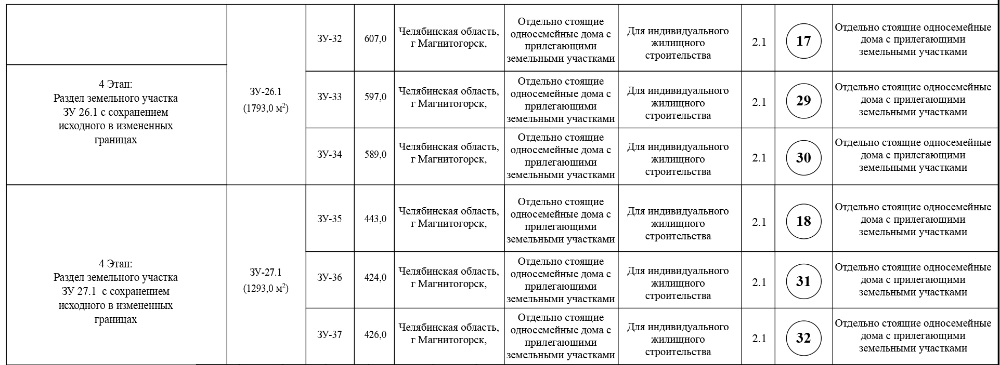 ЗУ-32
607,0
Челябинская область,
г Магнитогорск,
Отдельно стоящие
односемейные дома с
прилегающими
земельными участками
Для индивидуального
жилищного
строительства
2.1
17
Отдельно стоящие односемейные
дома с прилегающими
земельными участками
4 Этап:
Раздел земельного участка
ЗУ 26.1 с сохранением
исходного в измененных
границах
ЗУ-26.1
(1793,0 м²)
ЗУ-33
597,0
Челябинская область,
г Магнитогорск,
Отдельно стоящие
односемейные дома с
прилегающими
земельными участками
Для индивидуального
жилищного
строительства
2.1
29
Отдельно стоящие односемейные
дома с прилегающими
земельными участками
ЗУ-34
589,0
Челябинская область,
г Магнитогорск,
Отдельно стоящие
односемейные дома с
прилегающими
земельными участками
Для индивидуального
жилищного
строительства
2.1
30
Отдельно стоящие односемейные
дома с прилегающими
земельными участками
4 Этап:
Раздел земельного участка
ЗУ 27.1 с сохранением
исходного в измененных
границах
ЗУ-27.1
(1293,0 м²)
ЗУ-35
443,0
Челябинская область,
г Магнитогорск,
Отдельно стоящие
односемейные дома с
прилегающими
земельными участками
Для индивидуального
жилищного
строительства
2.1
18
Отдельно стоящие односемейные
дома с прилегающими
земельными участками
ЗУ-36
424,0
Челябинская область,
г Магнитогорск,
Отдельно стоящие
односемейные дома с
прилегающими
земельными участками
Для индивидуального
жилищного
строительства
2.1
31
Отдельно стоящие односемейные
дома с прилегающими
земельными участками
ЗУ-37
426,0
Челябинская область,
г Магнитогорск,
Отдельно стоящие
односемейные дома с
прилегающими
земельными участками
Для индивидуального
жилищного
строительства
2.1
32
Отдельно стоящие односемейные
дома с прилегающими
земельными участками